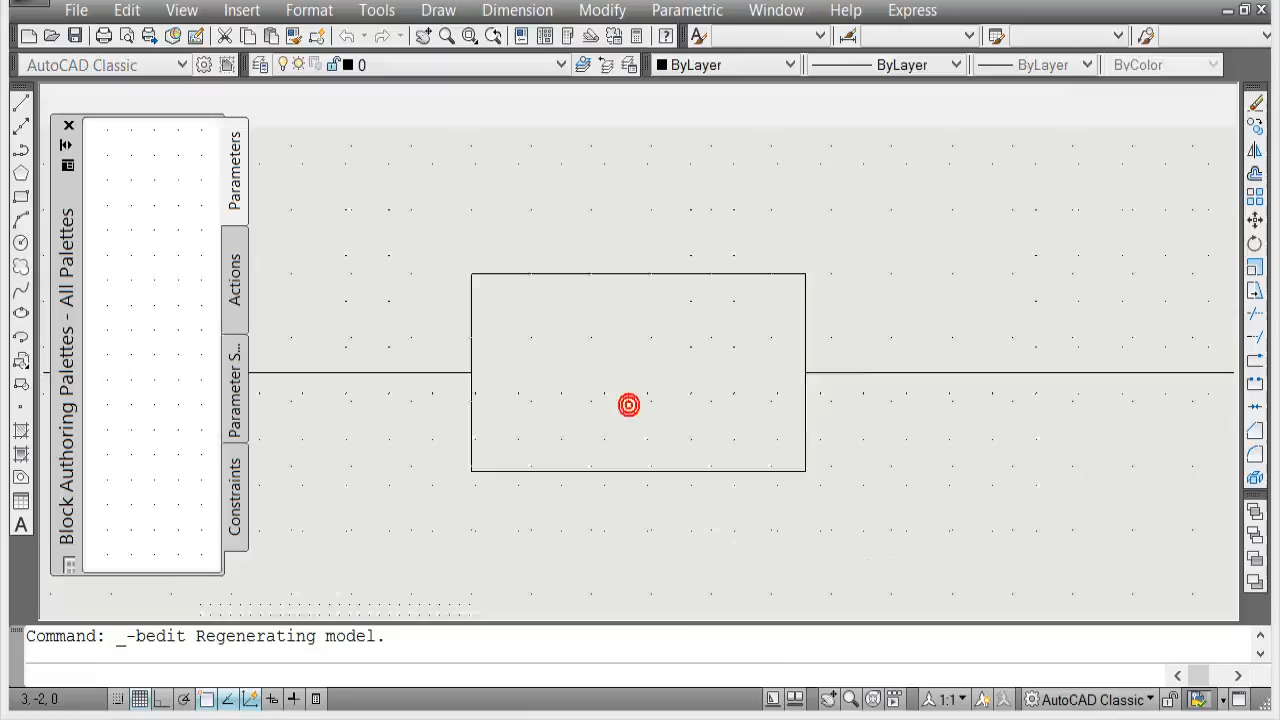 File Edit View Insert Format Tools Draw Dimension Modify Parametric Window Help Express
AutoCAD Classic 0 ByLayer ByLayer ByLayer ByColor
Block Authoring Palettes - All Palettes
Parameters
Actions
Parameter S...
Constraints
A
Command: _-bedit Regenerating model.
3, -2, 0 1:1 AutoCAD Classic